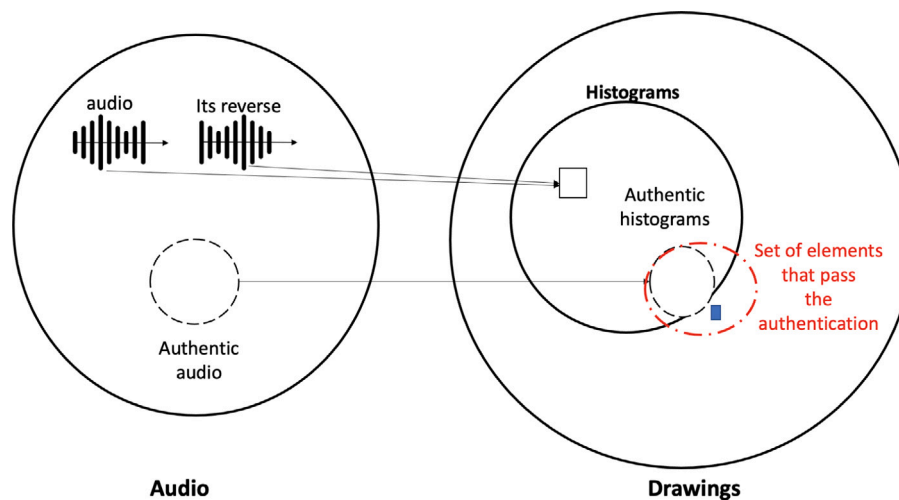 audio
Its reverse
Authentic
audio
Audio
Histograms
Authentic
histograms
Set of elements
that pass
the
authentication
Drawings